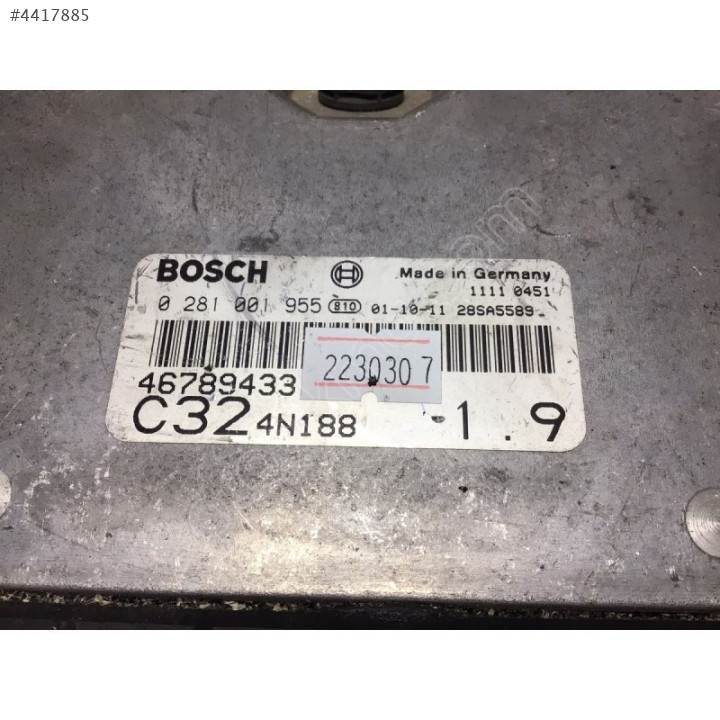 #4417885
BOSCH Made in Germany
1111 0451
0 281 001 955 810 01-10-11 28SA5589
2230307
46789433
C32 4N188 -1.9